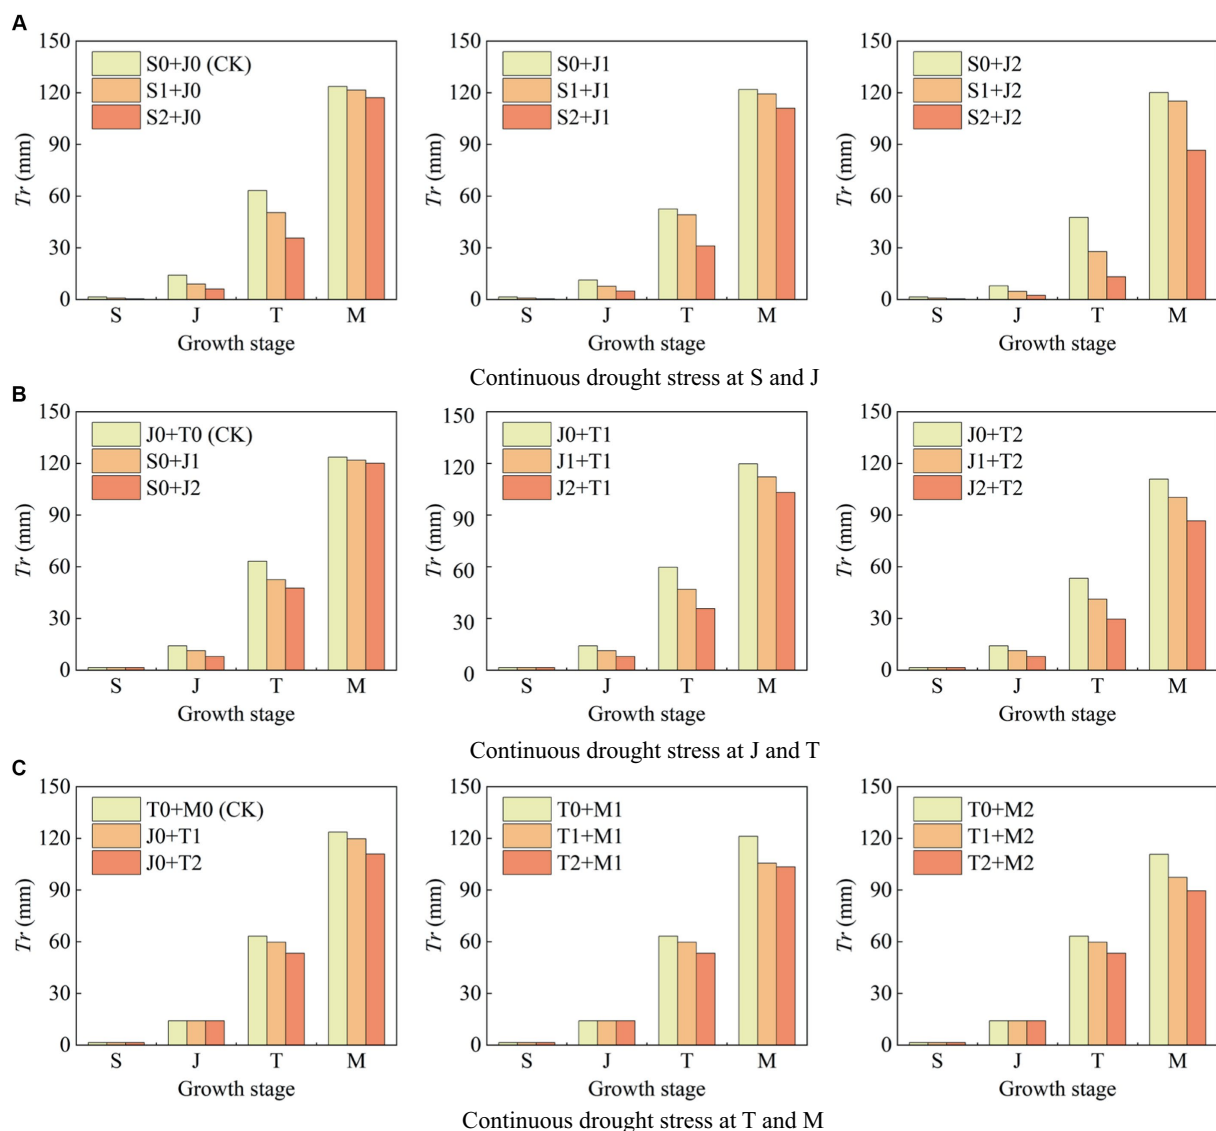 A
150
120
90
60
30
0
Tr (mm)
S0+J0 (CK)
S1+J0
S2+J0
S J T M
Growth stage
150
120
90
60
30
0
Tr (mm)
S0+J1
S1+J1
S2+J1
S J T M
Growth stage
150
120
90
60
30
0
Tr (mm)
S0+J2
S1+J2
S2+J2
S J T M
Growth stage
Continuous drought stress at S and J
B
150
120
90
60
30
0
Tr (mm)
J0+T0 (CK)
S0+J1
S0+J2
S J T M
Growth stage
150
120
90
60
30
0
Tr (mm)
J0+T1
J1+T1
J2+T1
S J T M
Growth stage
150
120
90
60
30
0
Tr (mm)
J0+T2
J1+T2
J2+T2
S J T M
Growth stage
Continuous drought stress at J and T
C
150
120
90
60
30
0
Tr (mm)
T0+M0 (CK)
J0+T1
J0+T2
S J T M
Growth stage
150
120
90
60
30
0
Tr (mm)
T0+M1
T1+M1
T2+M1
S J T M
Growth stage
150
120
90
60
30
0
Tr (mm)
T0+M2
T1+M2
T2+M2
S J T M
Growth stage
Continuous drought stress at T and M